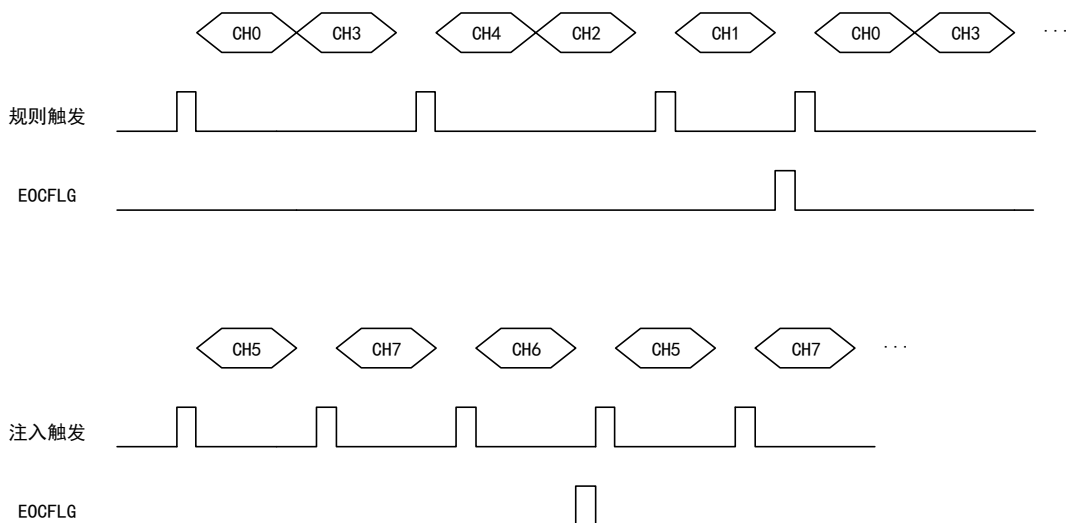 CH0 CH3 CH4 CH2 CH1 CH0 CH3 ...
规则触发
EOCFLG
CH5 CH7 CH6 CH5 CH7 ...
注入触发
EOCFLG